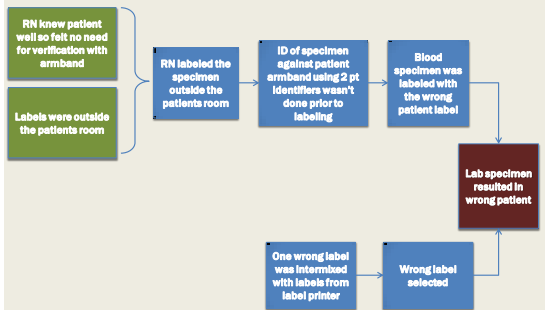 RN knew patient
well so felt no need
for verification with
armband
Labels were outside
the patients room
RN labeled the
specimen
outside the
patients room
ID of specimen
against patient
armband using 2 pt
identifiers wasn't
done prior to
labeling
Blood
specimen was
labeled with
the wrong
patient label
Lab specimen
resulted in
wrong patient
One wrong label
was intermixed
with labels from
label printer
Wrong label
selected